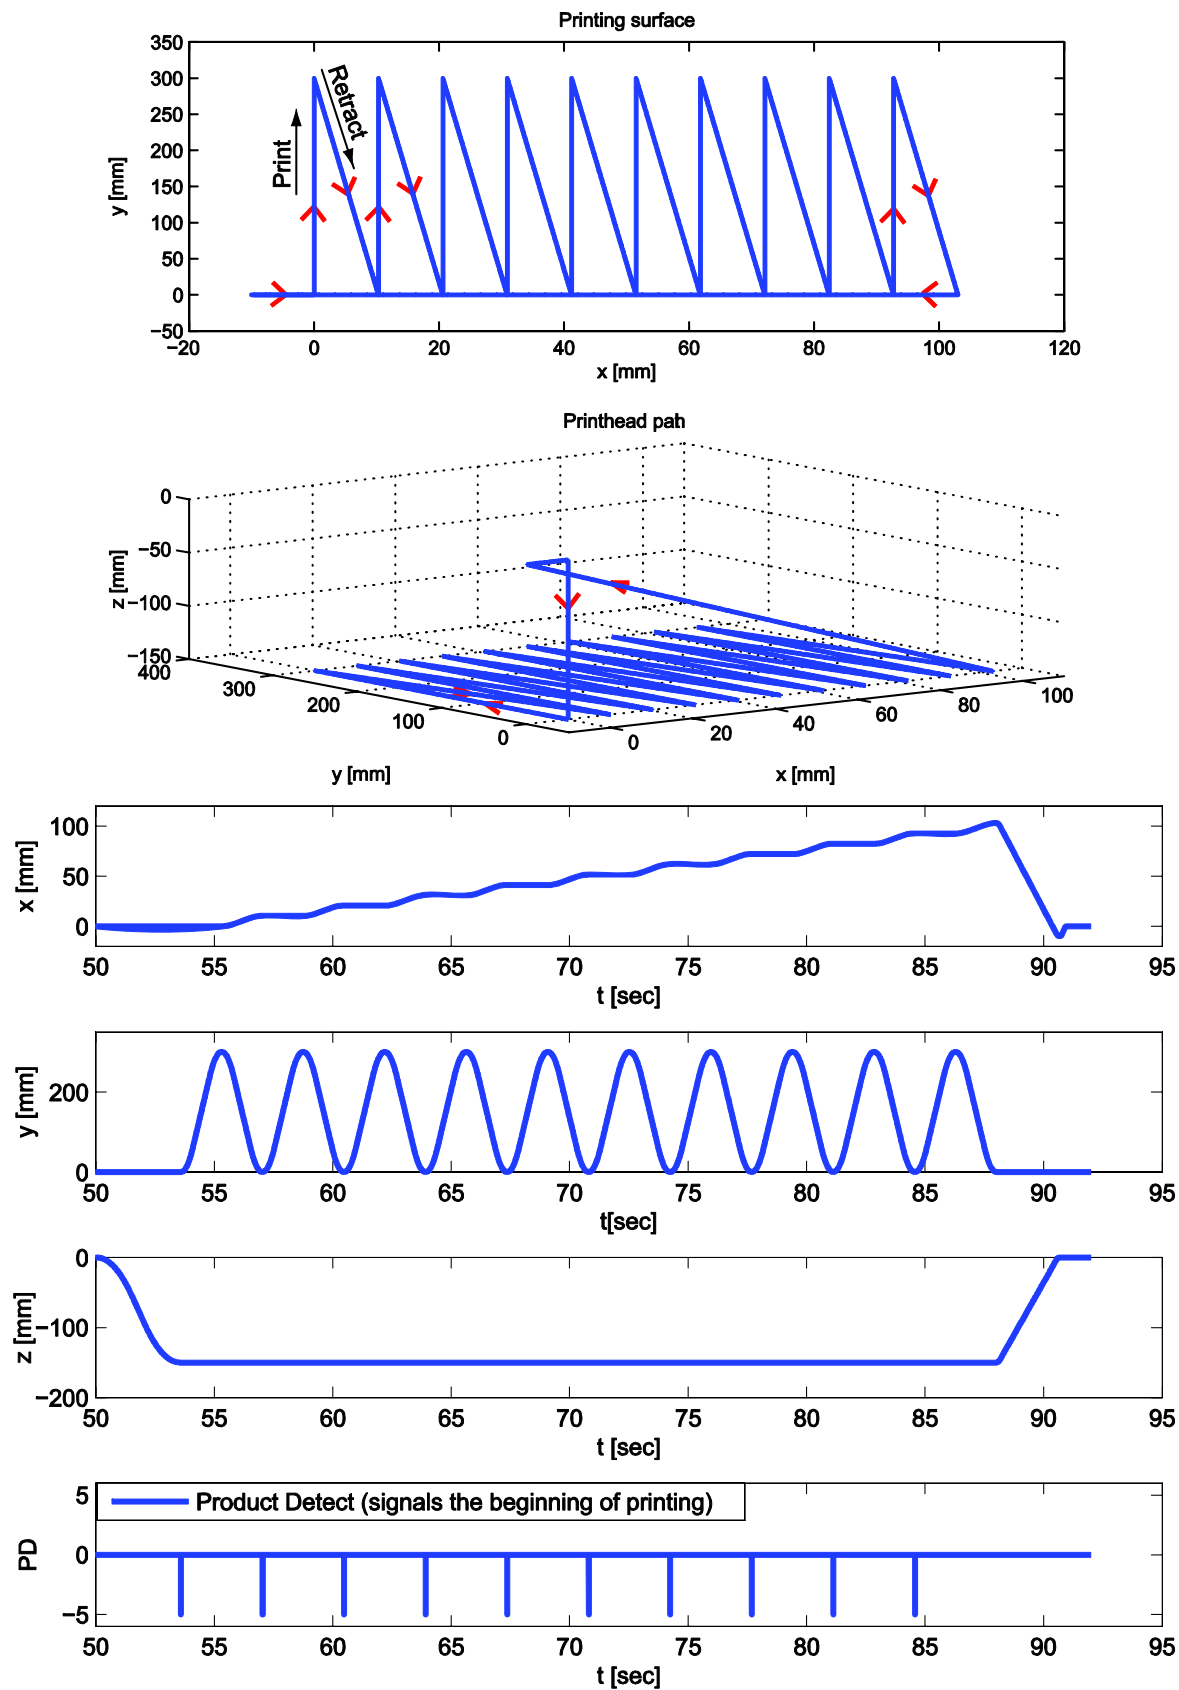 Printing surface
350
300
250
200
150
100
50
0
−50
y [mm]
Print
Retract
−20 0 20 40 60 80 100 120
x [mm]
Printhead path
0
−50
−100
−150
z [mm]
400
300
200
100
0
0
20
40
60
80
100
y [mm]
x [mm]
100
50
0
x [mm]
50 55 60 65 70 75 80 85 90 95
t [sec]
200
0
y [mm]
50 55 60 65 70 75 80 85 90 95
t[sec]
0
−100
−200
z [mm]
50 55 60 65 70 75 80 85 90 95
t [sec]
Product Detect (signals the beginning of printing)
5
0
−5
PD
50 55 60 65 70 75 80 85 90 95
t [sec]